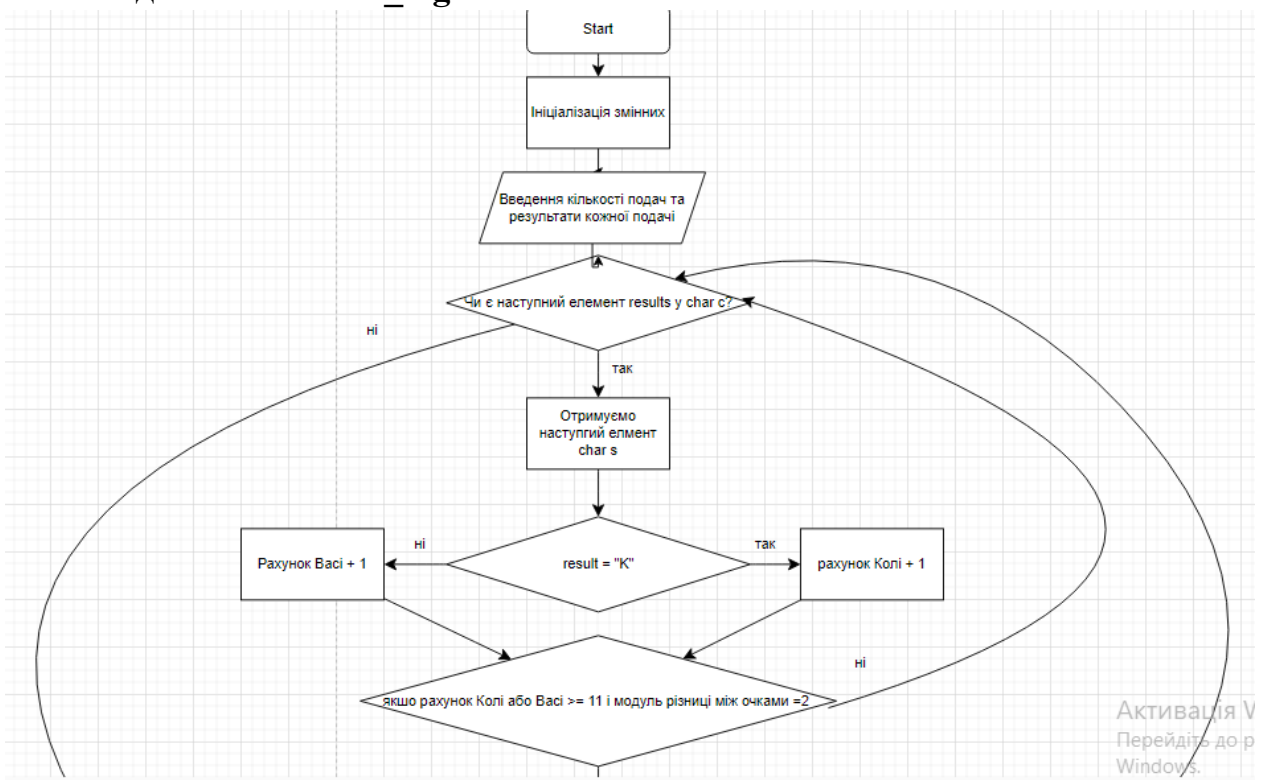 _
Start
Ініціалізація змінних
Введення кількості подач та
результати кожної подачі
Чи є наступний елемент results у char c?
ні
так
Отримуємо
наступгий елмент
char s
ні
так
Рахунок Васі + 1
result = "K"
рахунок Колі + 1
ні
якшо рахунок Колі або Васі >= 11 і модуль різниці між очками =2
Активація
Перейдіть до
Windows.